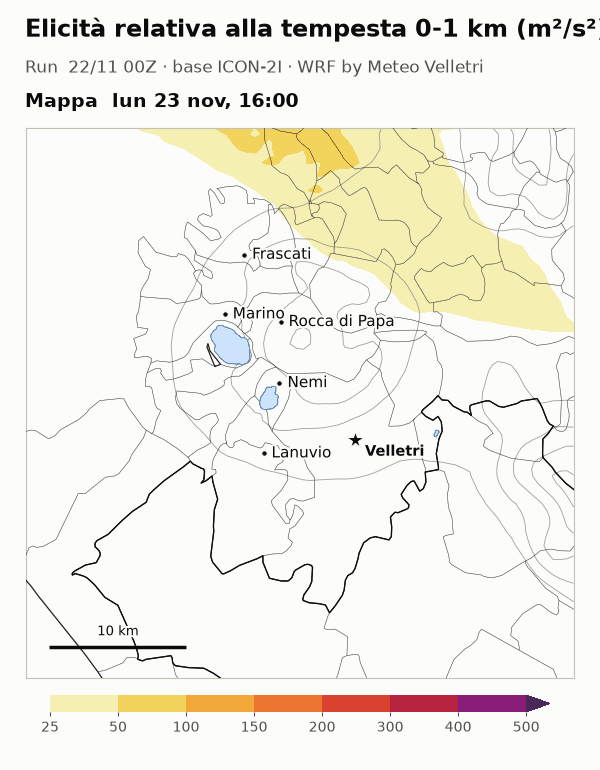 Elicità relativa alla tempesta 0-1 km (m²/s²)
Run  22/11 00Z · base ICON-2I · WRF by Meteo Velletri
Mappa  lun 23 nov, 16:00
Frascati
Marino
Rocca di Papa
Nemi
Velletri
Lanuvio
10 km
25 50 100 150 200 300 400 500